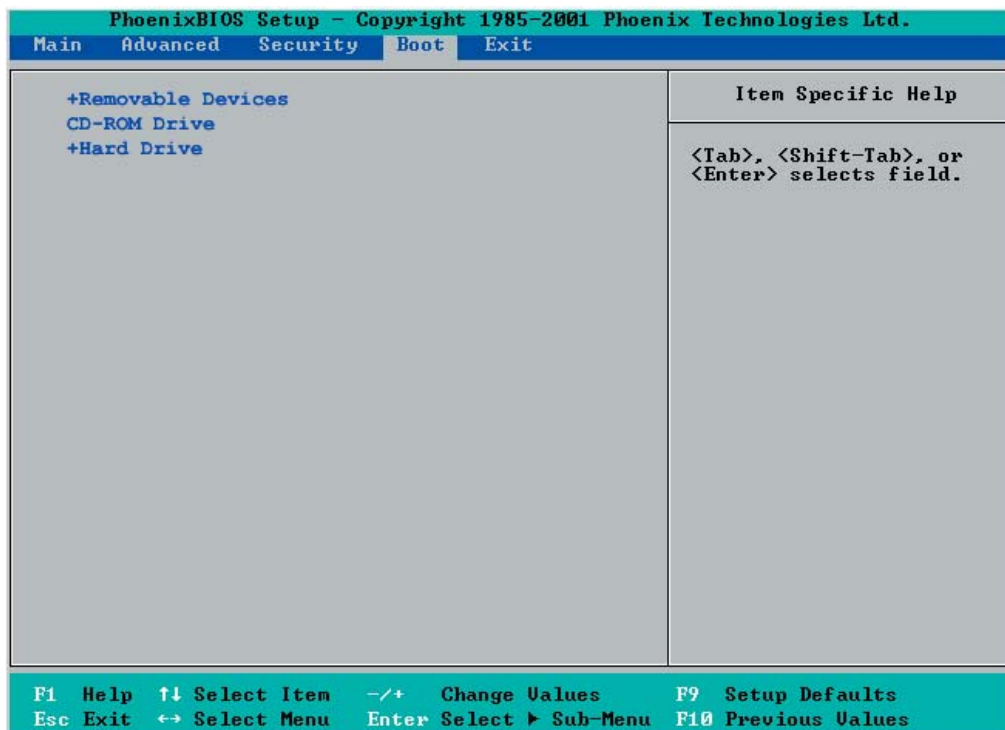 PhoenixBIOS Setup - Copyright 1985-2001 Phoenix Technologies Ltd.
Main Advanced Security Boot Exit
+Removable Devices
CD-ROM Drive
+Hard Drive
Item Specific Help
<Tab>, <Shift-Tab>, or
<Enter> selects field.
F1 Help ↑↓ Select Item -/+ Change Values F9 Setup Defaults
Esc Exit ↔ Select Menu Enter Select ▶ Sub-Menu F10 Previous Values